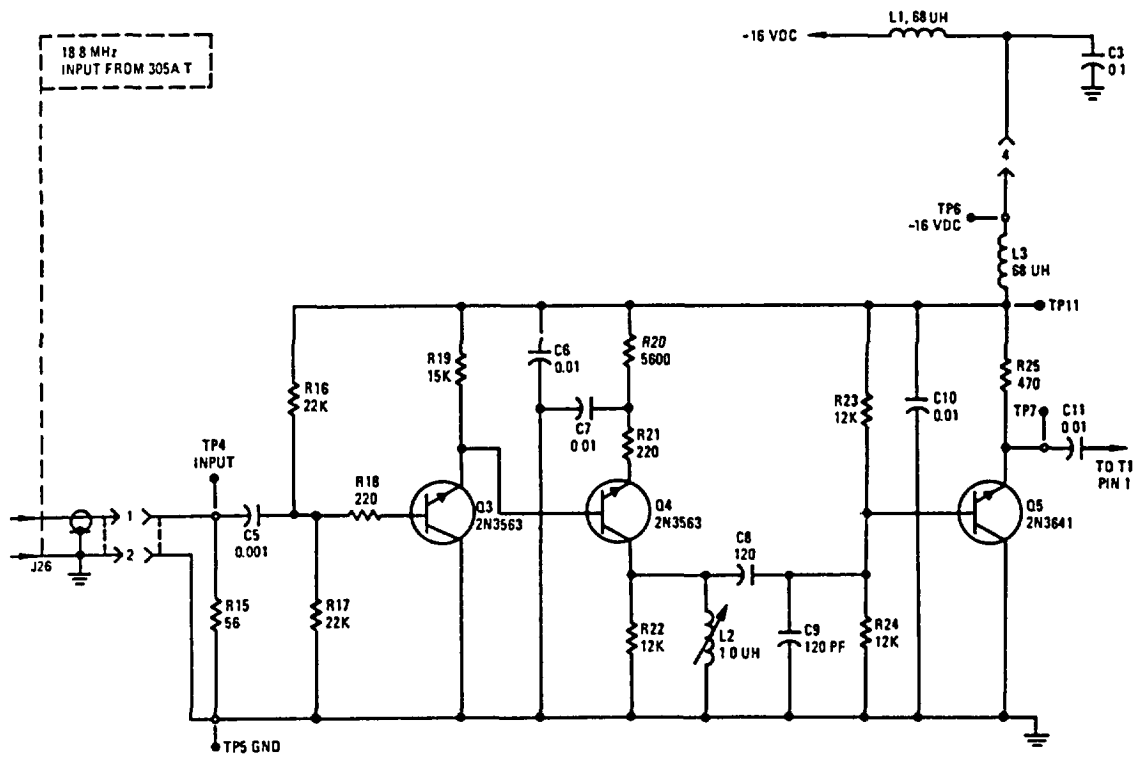 L1, 68 UH
-16 VDC
C3
0 1
18 8 MHz
INPUT FROM 305A T
4
TP6
-16 VDC
L3
68 UH
TP11
R19
15K
C6
0.01
R20
5600
R16
22K
C7
0 01
R21
220
R23
12K
C10
0.01
R25
470
TP7
C11
0 01
TO T1
PIN 1
TP4
INPUT
R18
220
Q3
2N3563
Q4
2N3563
Q5
2N3641
1
2
J26
C5
0.001
C8
120
R15
56
R17
22K
R22
12K
L2
1 0 UH
C9
120 PF
R24
12K
TP5 GND